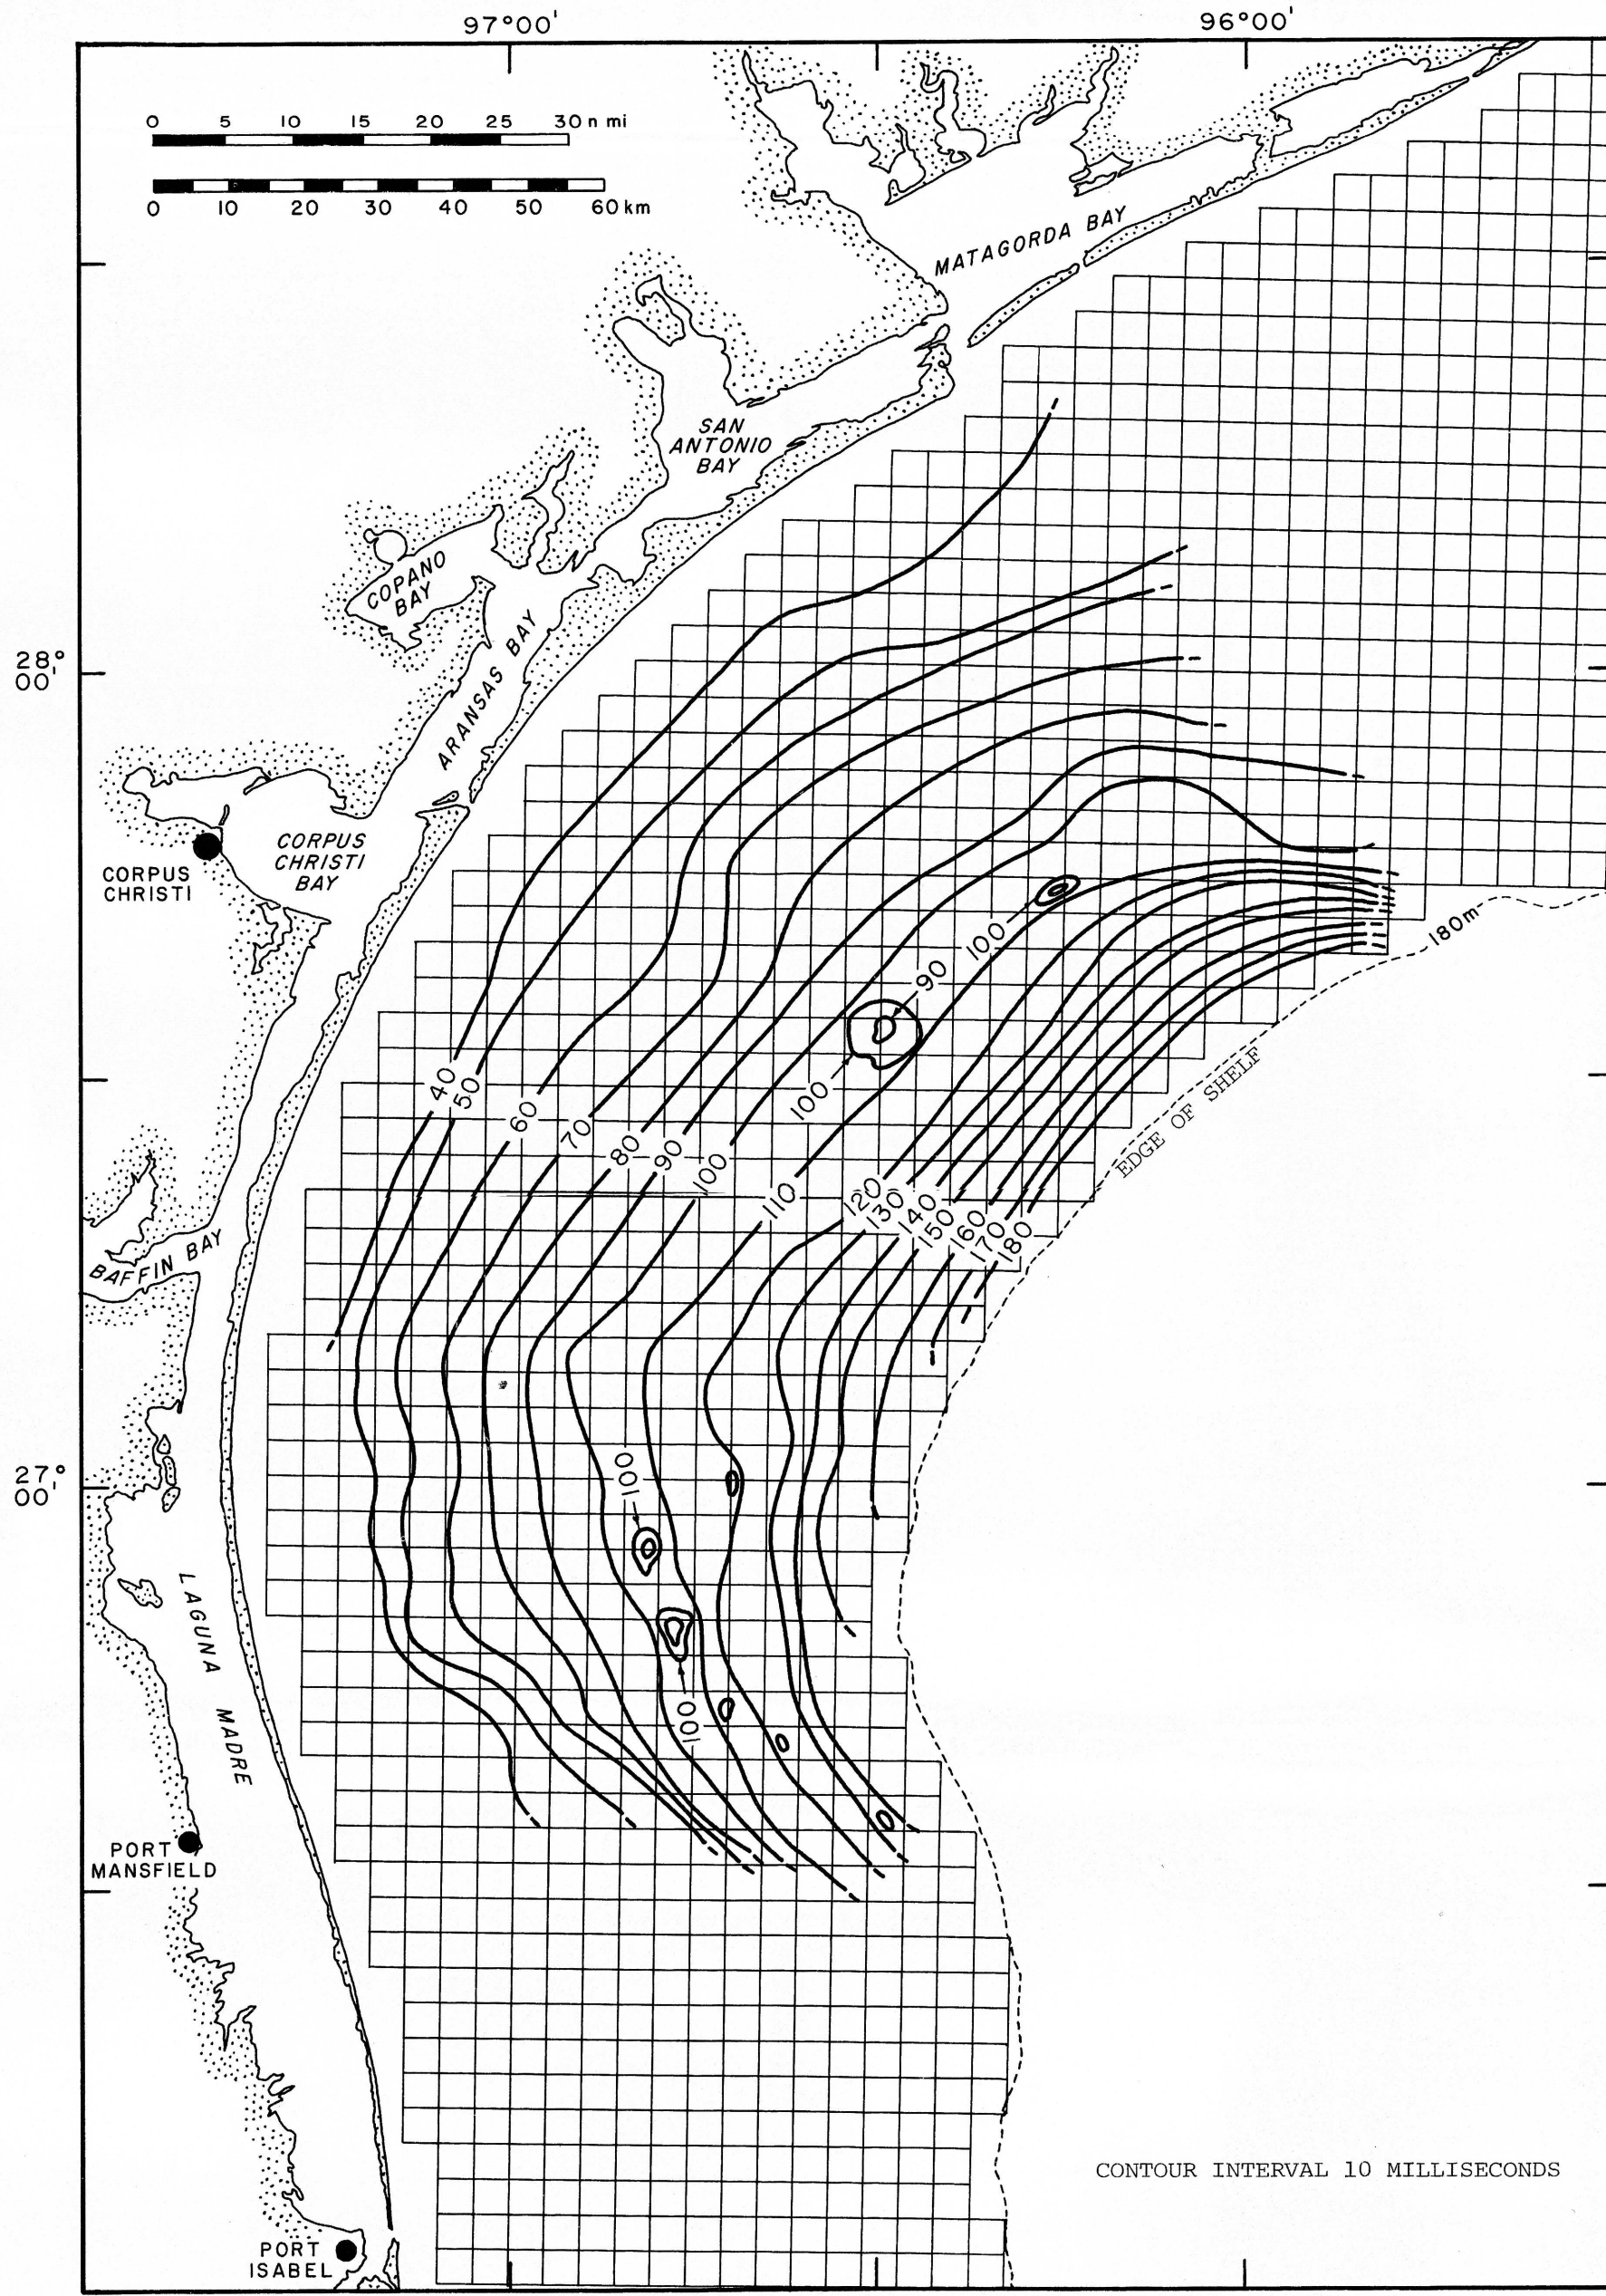 97°00'
96°00'
0 5 10 15 20 25 30 n mi
0 10 20 30 40 50 60 km
MATAGORDA BAY
SAN
ANTONIO
BAY
COPANO
BAY
ARANSAS BAY
28°
00'
CORPUS
CHRISTI
BAY
CORPUS
CHRISTI
180m
100
90
100
EDGE OF SHELF
40
50
60
70
80
90
100
110
120
130
140
150
160
170
180
BAFFIN BAY
27°
00'
100
100
LAGUNA MADRE
PORT
MANSFIELD
CONTOUR INTERVAL 10 MILLISECONDS
PORT
ISABEL